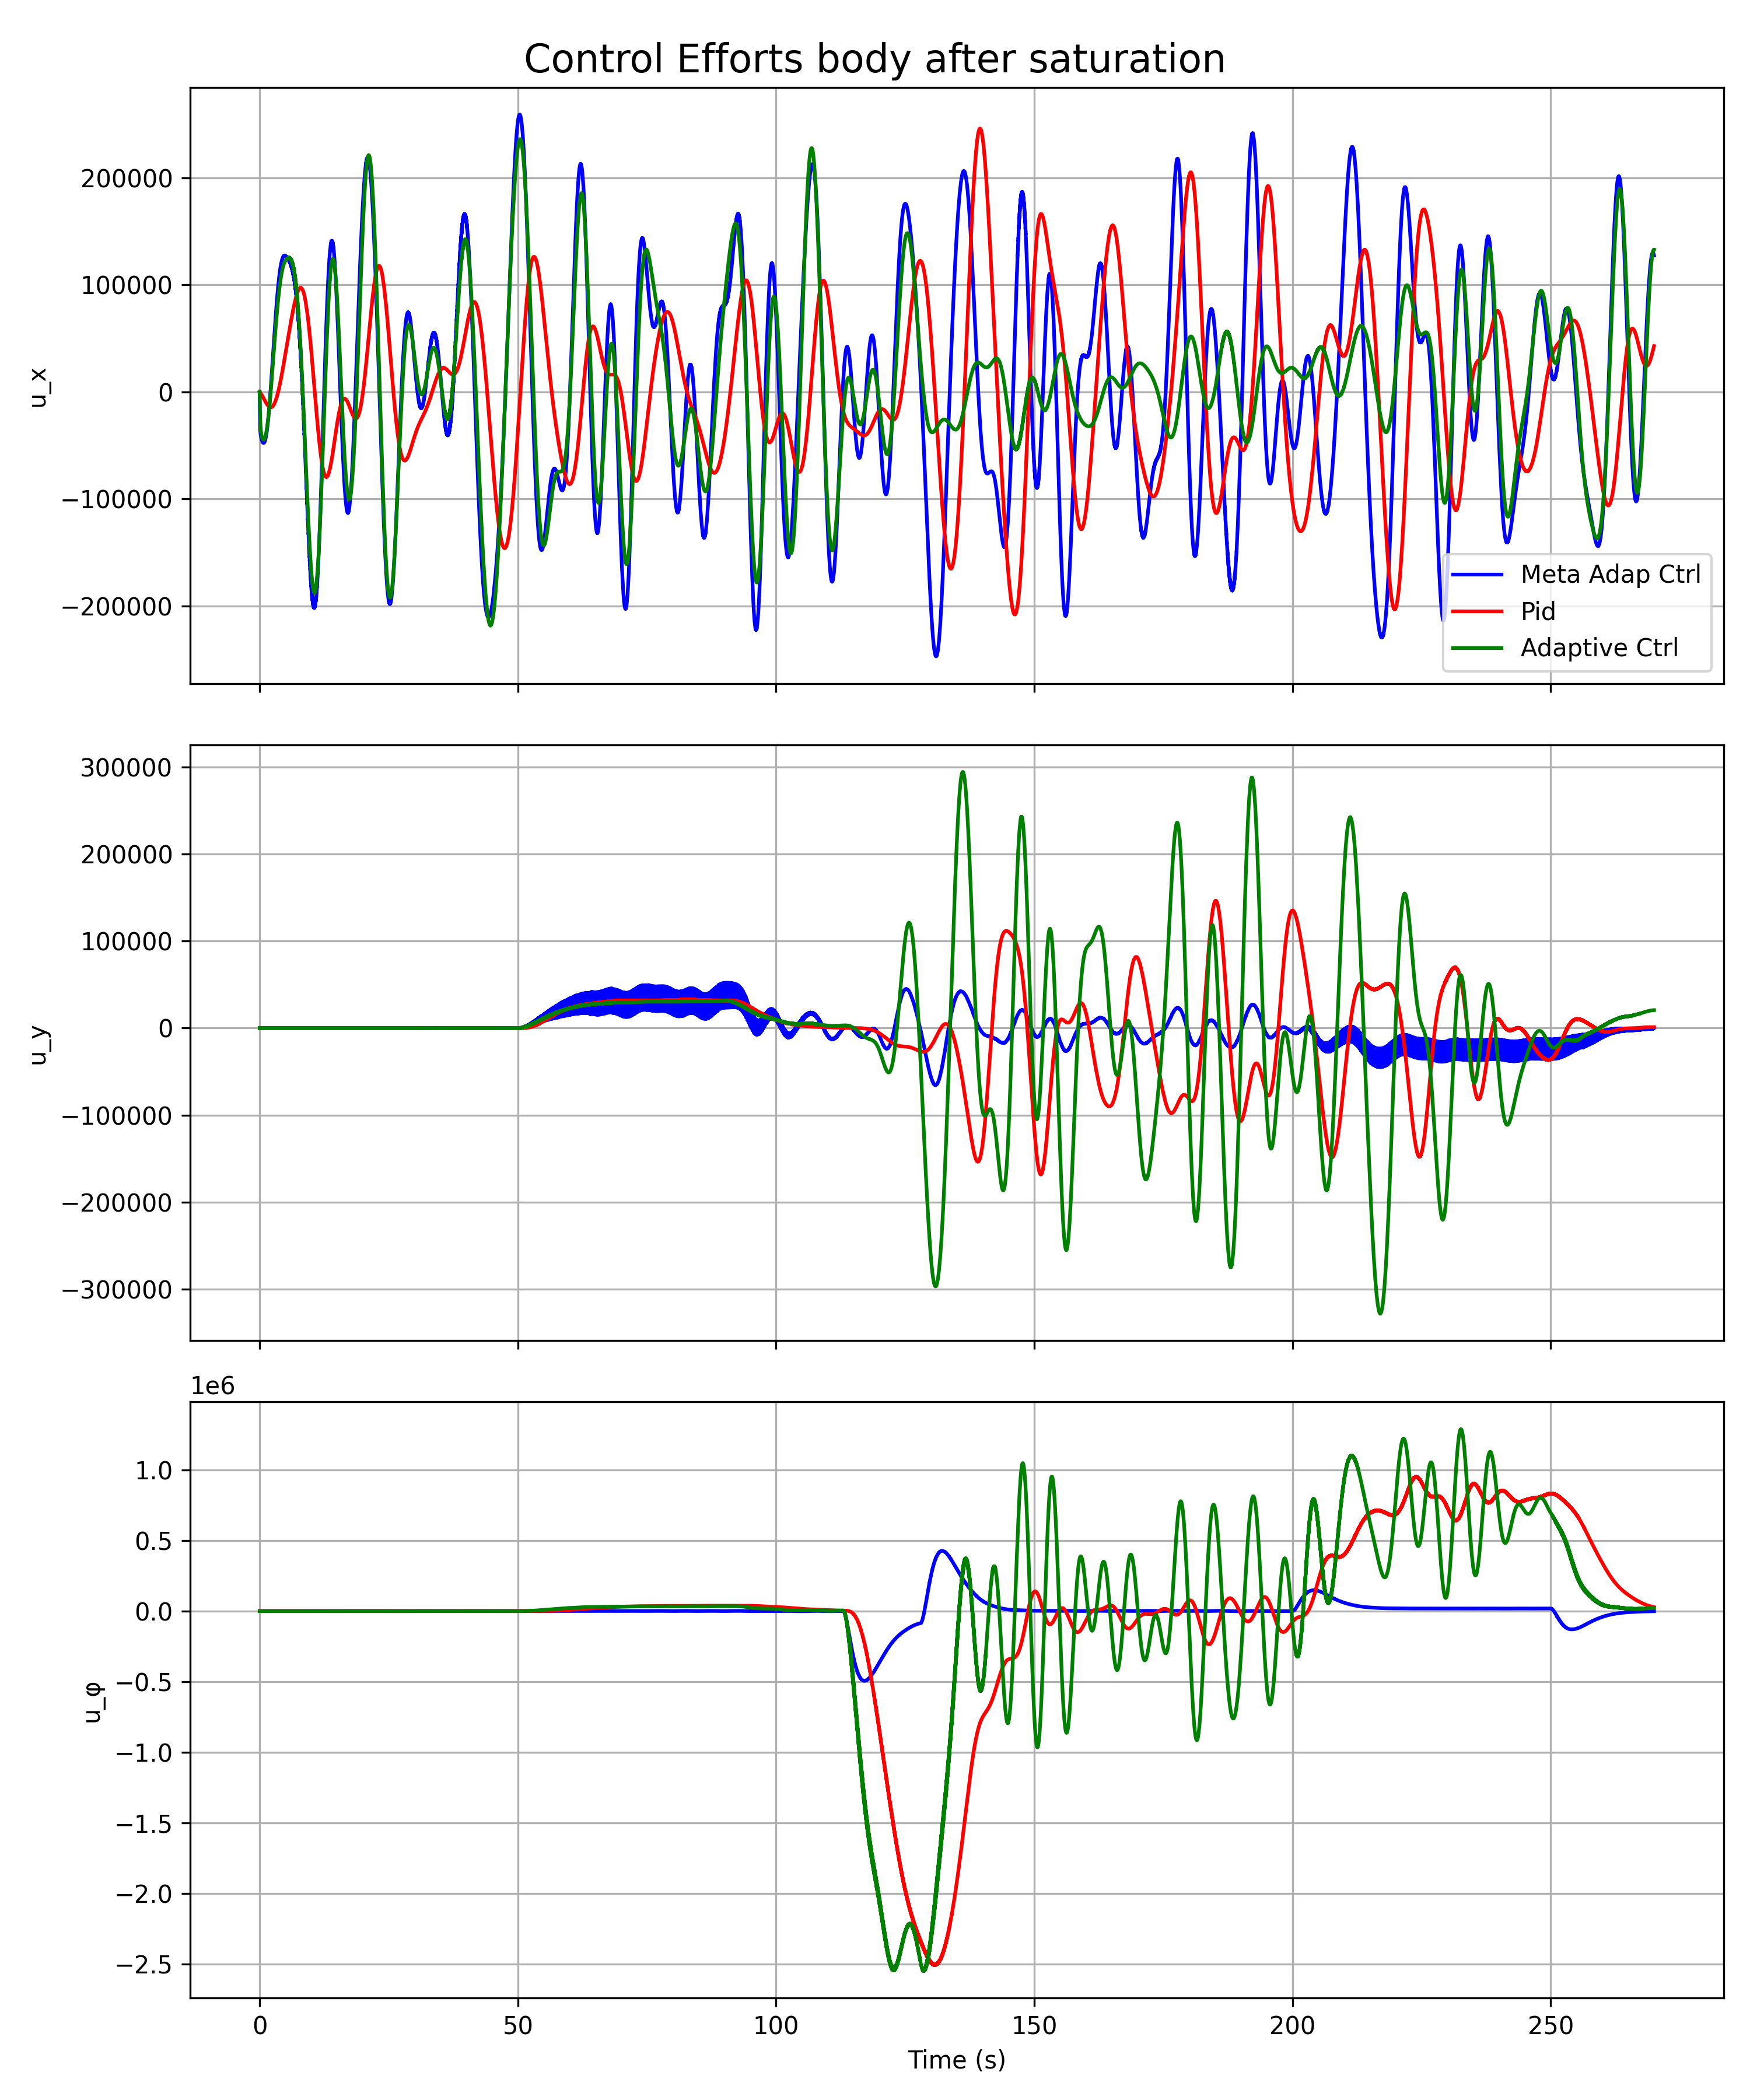 Control Efforts body after saturation
200000
100000
0
−100000
−200000
u_x
Meta Adap Ctrl
Pid
Adaptive Ctrl
300000
200000
100000
0
−100000
−200000
−300000
u_y
1e6
1.0
0.5
0.0
−0.5
−1.0
−1.5
−2.0
−2.5
u_φ
0 50 100 150 200 250
Time (s)